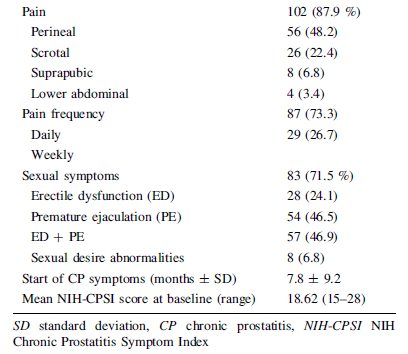 Pain 102 (87.9 %)
Perineal 56 (48.2)
Scrotal 26 (22.4)
Suprapubic 8 (6.8)
Lower abdominal 4 (3.4)
Pain frequency 87 (73.3)
Daily 29 (26.7)
Weekly
Sexual symptoms 83 (71.5 %)
Erectile dysfunction (ED) 28 (24.1)
Premature ejaculation (PE) 54 (46.5)
ED + PE 57 (46.9)
Sexual desire abnormalities 8 (6.8)
Start of CP symptoms (months ± SD) 7.8 ± 9.2
Mean NIH-CPSI score at baseline (range) 18.62 (15–28)
SD standard deviation, CP chronic prostatitis, NIH-CPSI NIH
Chronic Prostatitis Symptom Index